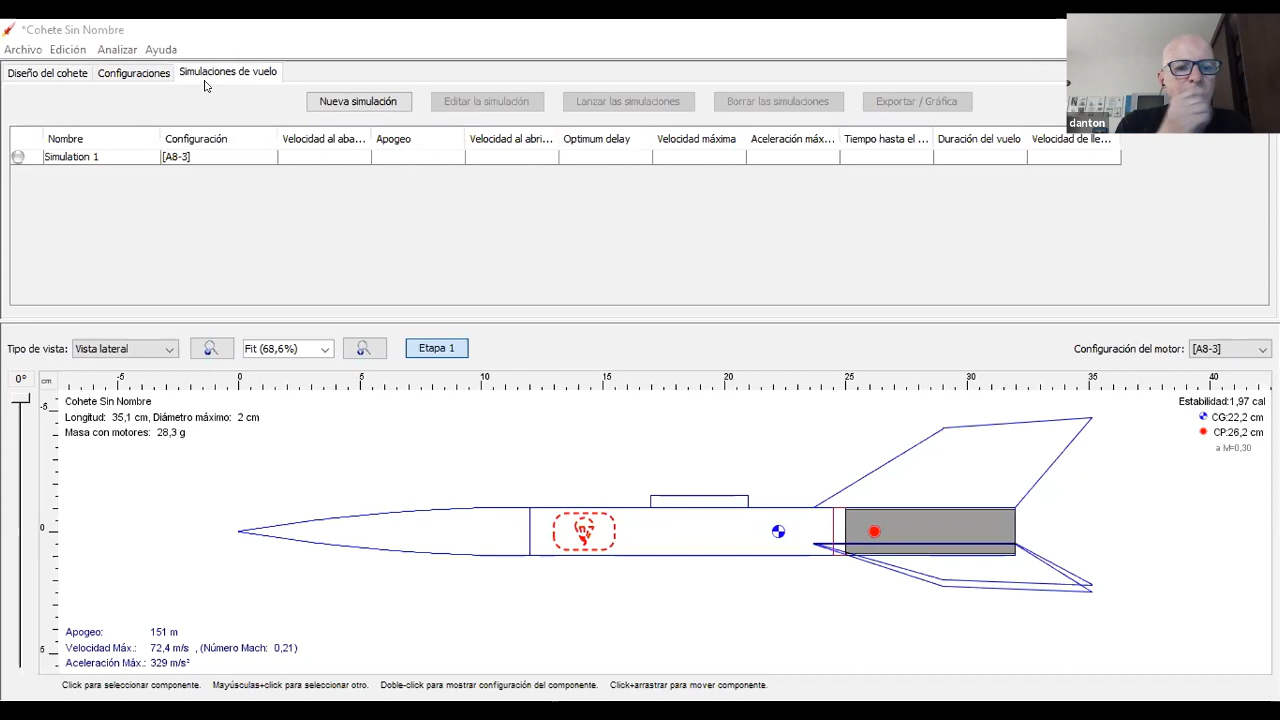 *Cohete Sin Nombre
Archivo Edición Analizar Ayuda
Diseño del cohete Configuraciones Simulaciones de vuelo
Nueva simulación Editar la simulación Lanzar las simulaciones Borrar las simulaciones Exportar / Gráfica
danton
Nombre Configuración Velocidad al aba... Apogeo Velocidad al abri... Optimum delay Velocidad máxima Aceleración máx... Tiempo hasta el ... Duración del vuelo Velocidad de lle...
Simulation 1 [A8-3]
Tipo de vista: Vista lateral Fit (68,6%) Etapa 1 Configuración del motor: [A8-3]
0° cm -5 0 5 10 15 20 25 30 35 40
-5
0
5
Cohete Sin Nombre
Longitud: 35,1 cm, Diámetro máximo: 2 cm
Masa con motores: 28,3 g
Estabilidad:1,97 cal
CG:22,2 cm
CP:26,2 cm
a M=0,30
Apogeo: 151 m
Velocidad Máx.: 72,4 m/s , (Número Mach: 0,21)
Aceleración Máx.: 329 m/s²
Click para seleccionar componente. Mayúsculas+click para seleccionar otro. Doble-click para mostrar configuración del componente. Click+arrastrar para mover componente.